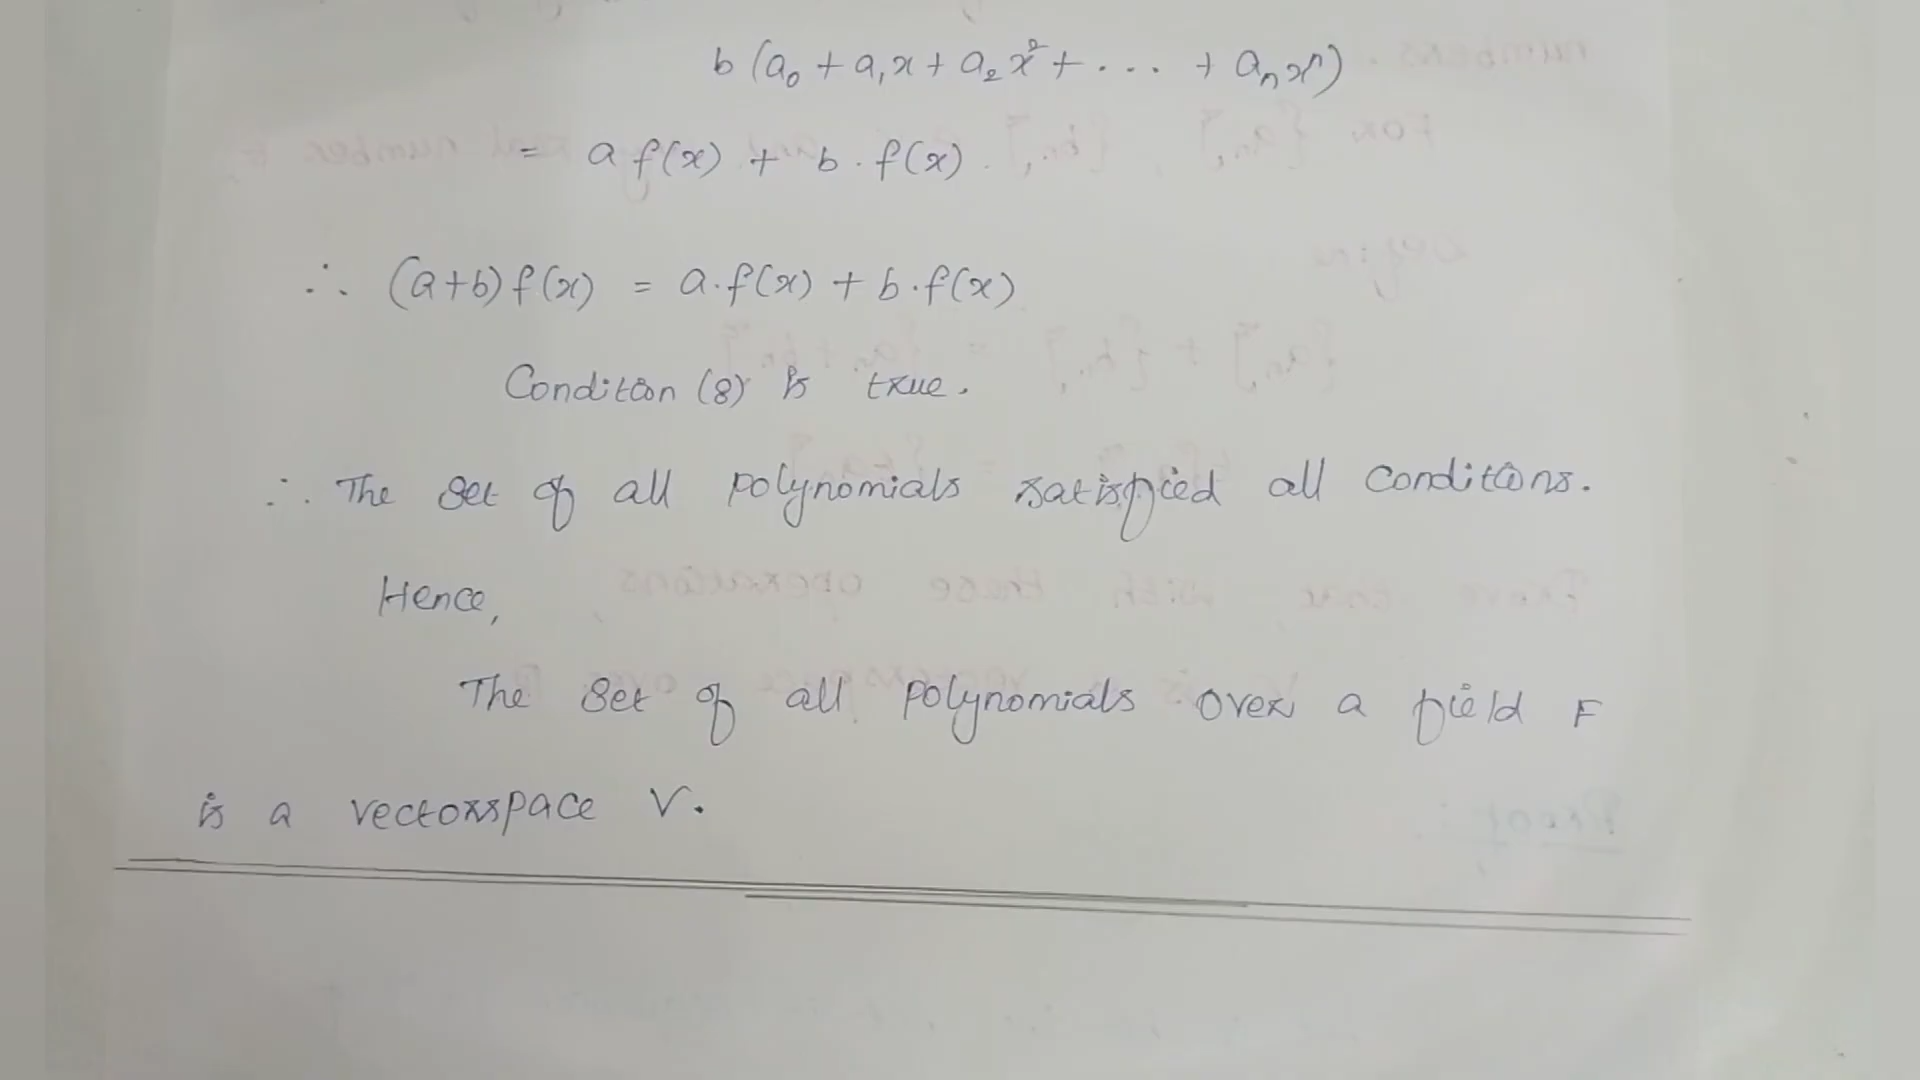 b (a₀ + a₁x + a₂x² + . . . + aₙxⁿ)
= a f(x) + b . f(x) .
∴ (a+b) f(x) = a.f(x) + b.f(x)
Conditon (8) is true.
∴ The set of all polynomials satisfied all conditions.
Hence,
The set of all polynomials over a field F
is a vectorspace V.